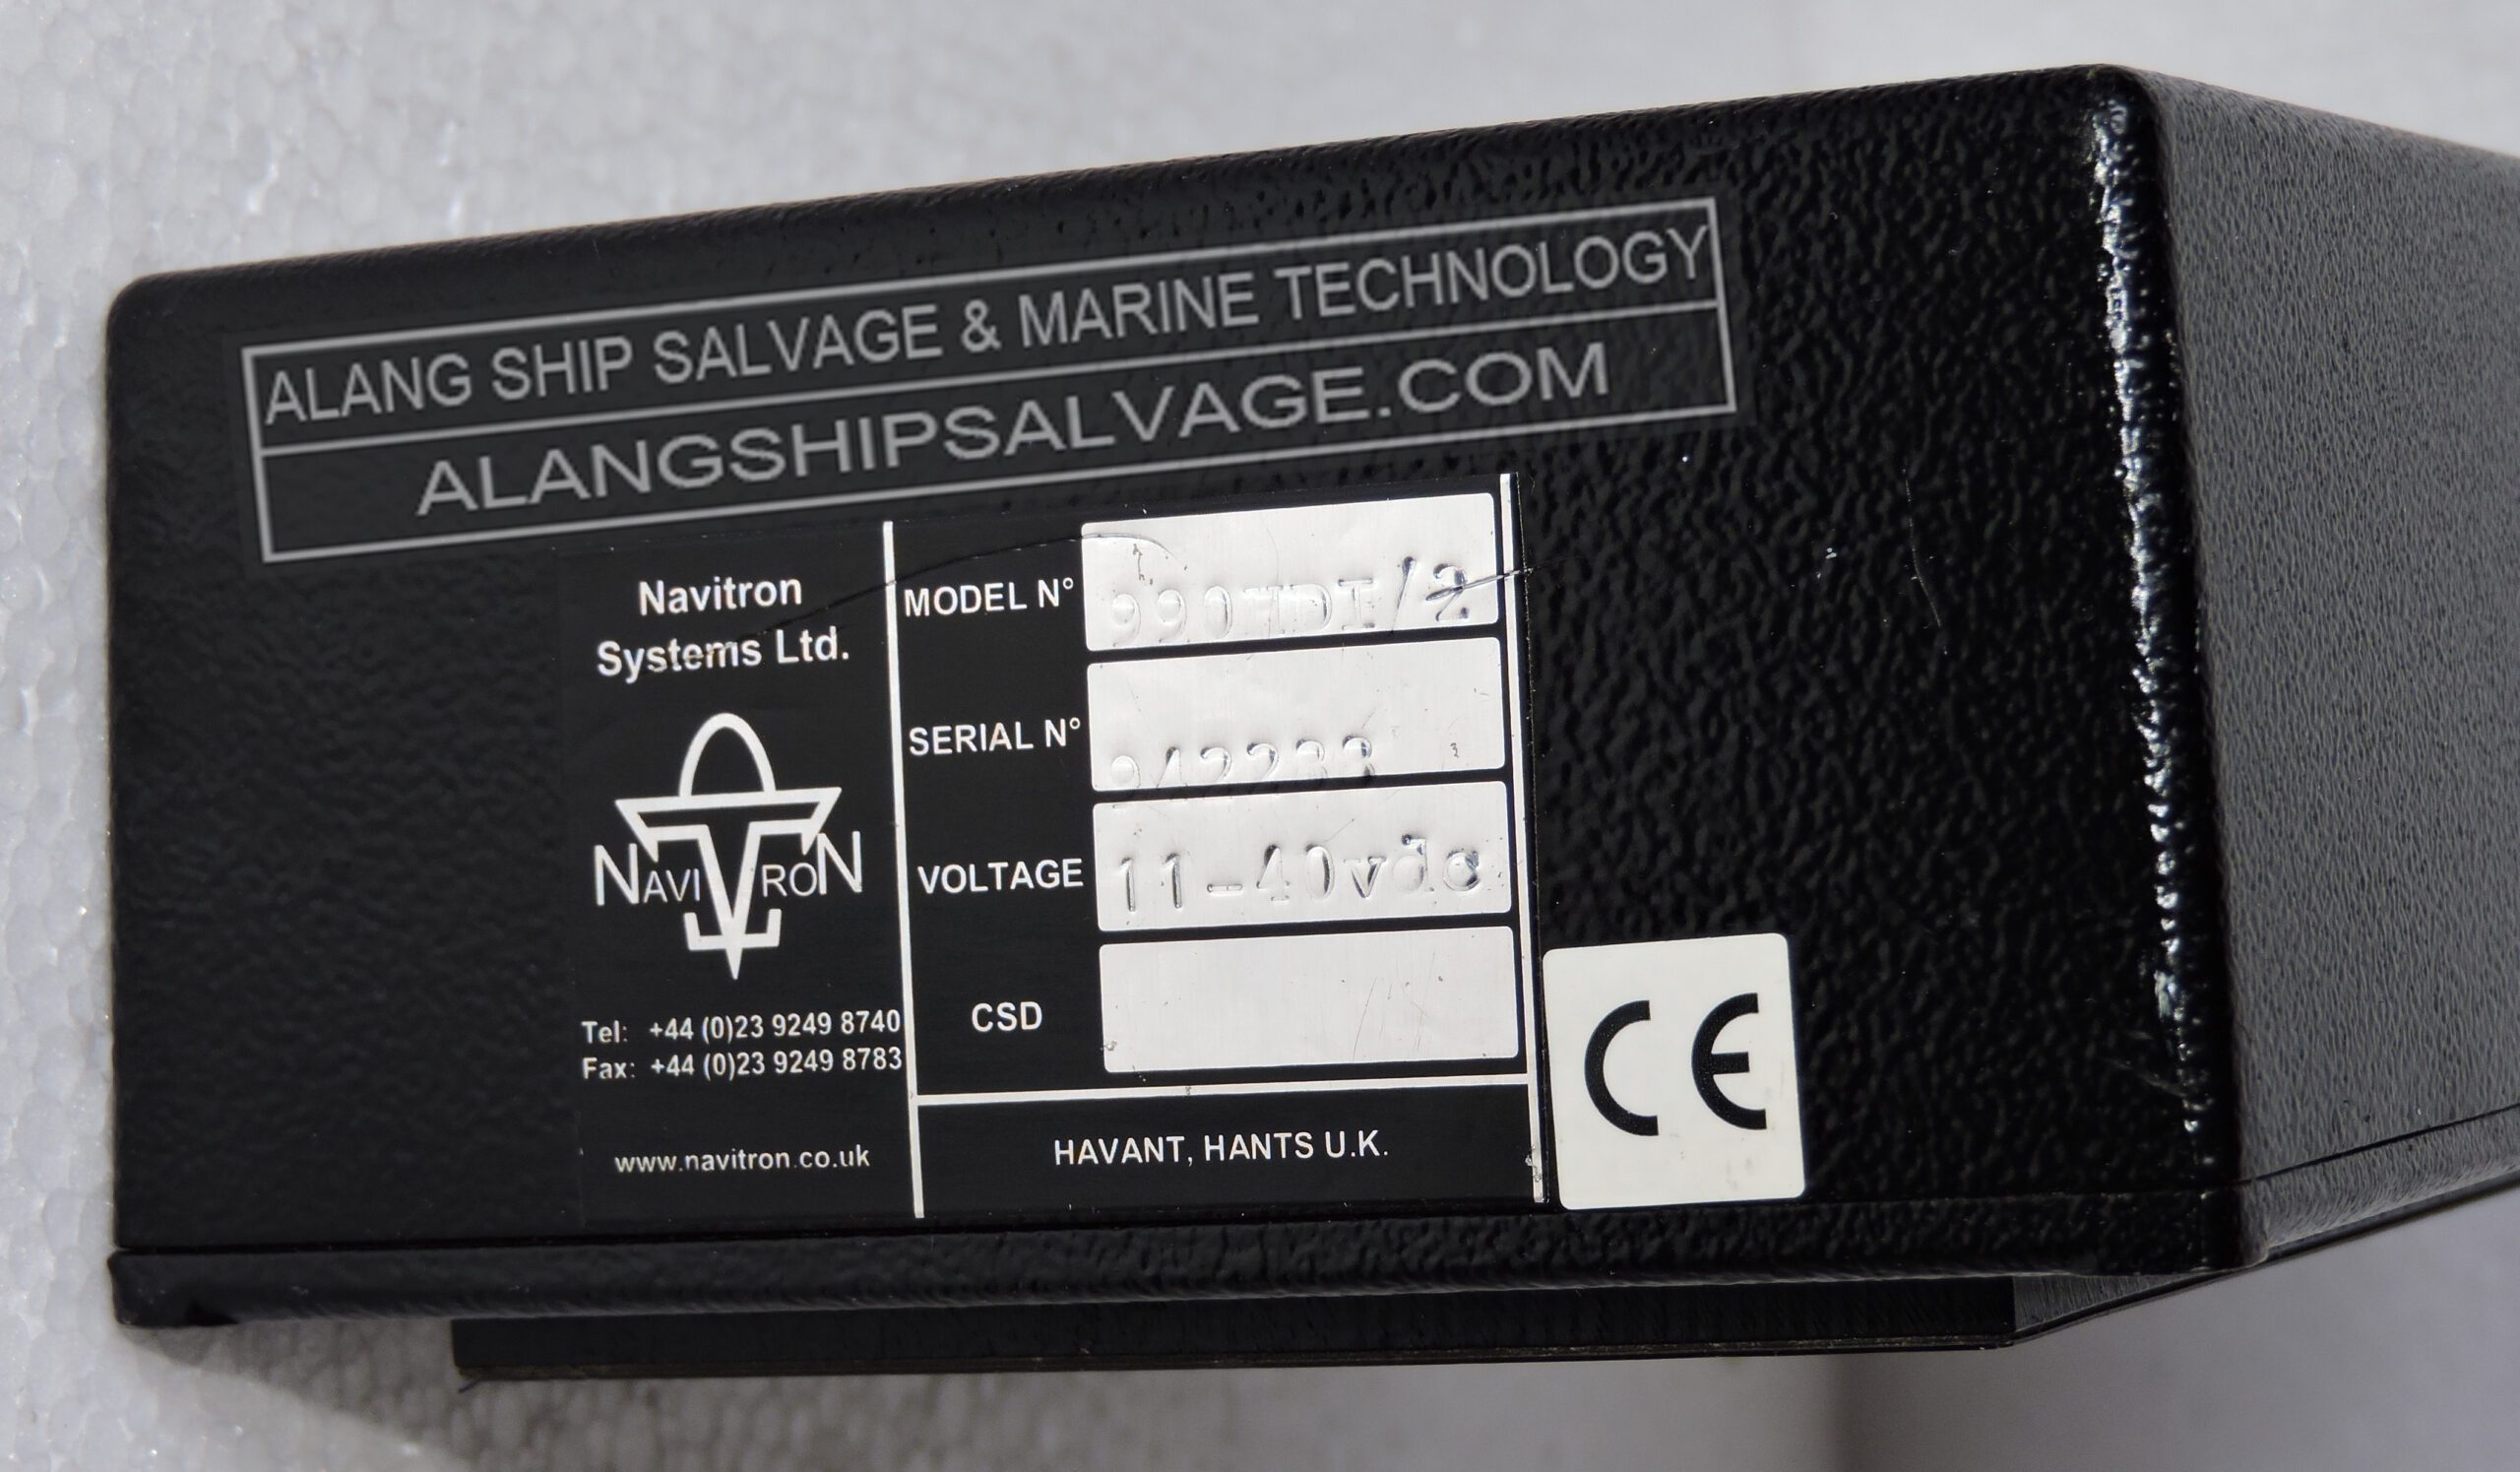 ALANG SHIP SALVAGE & MARINE TECHNOLOGY
ALANGSHIPSALVAGE.COM
Navitron
Systems Ltd.
NAVITRON
Tel: +44 (0)23 9249 8740
Fax: +44 (0)23 9249 8783
www.navitron.co.uk
MODEL N°
SERIAL N°
VOLTAGE 11-40vdc
CSD
HAVANT, HANTS U.K.
CE